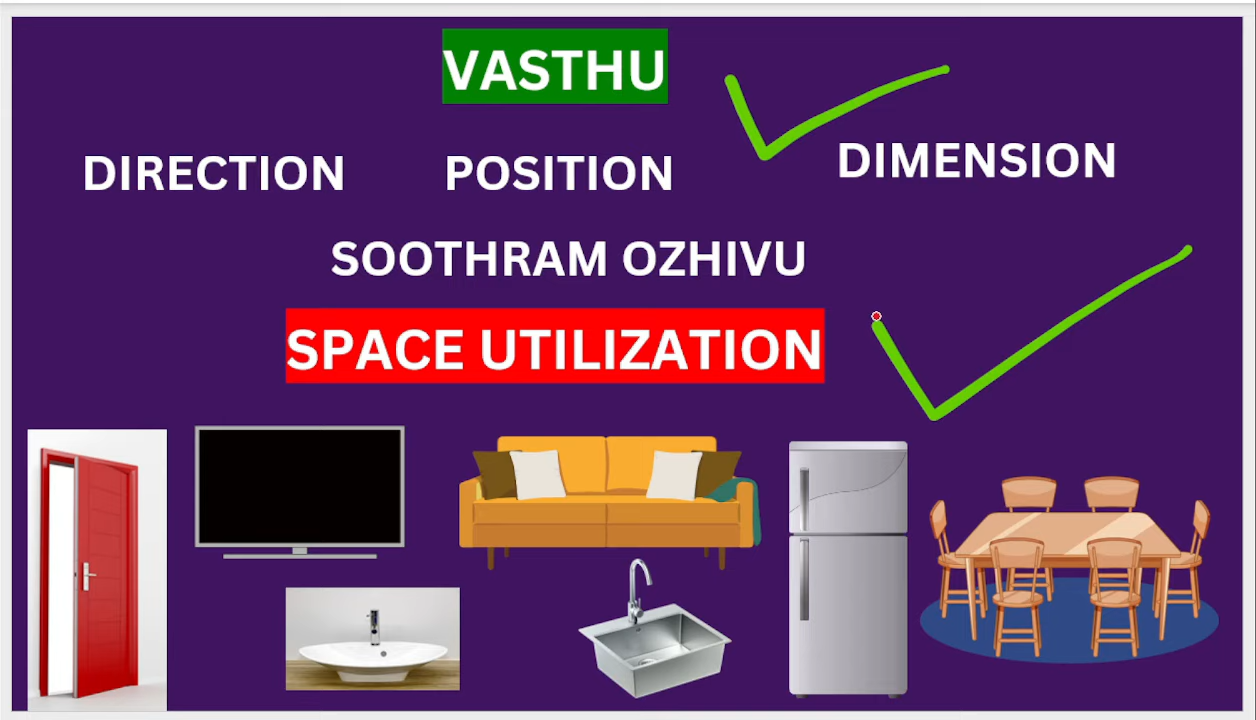 VASTHU
DIRECTION POSITION DIMENSION
SOOTHRAM OZHIVU
SPACE UTILIZATION